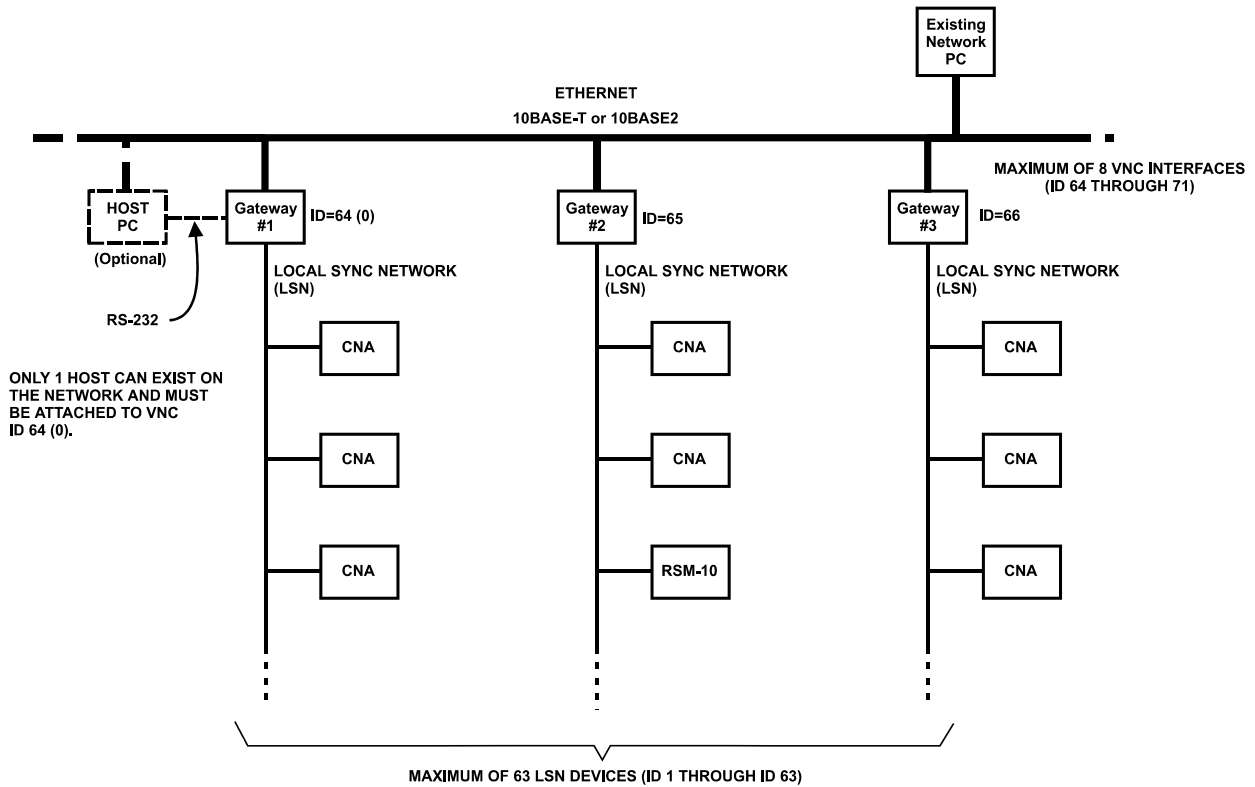 Existing
Network
PC
ETHERNET
10BASE-T or 10BASE2
MAXIMUM OF 8 VNC INTERFACES
(ID 64 THROUGH 71)
HOST
PC
(Optional)
Gateway
#1
ID=64 (0)
Gateway
#2
ID=65
Gateway
#3
ID=66
RS-232
LOCAL SYNC NETWORK
(LSN)
LOCAL SYNC NETWORK
(LSN)
LOCAL SYNC NETWORK
(LSN)
CNA
CNA
CNA
ONLY 1 HOST CAN EXIST ON
THE NETWORK AND MUST
BE ATTACHED TO VNC
ID 64 (0).
CNA
CNA
CNA
CNA
RSM-10
CNA
MAXIMUM OF 63 LSN DEVICES (ID 1 THROUGH ID 63)